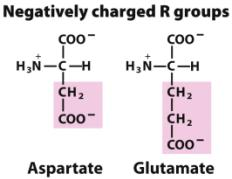 Negatively charged R groups
COO⁻ COO⁻
H₃N⁺—C—H H₃N⁺—C—H
CH₂ CH₂
COO⁻ CH₂
COO⁻
Aspartate Glutamate